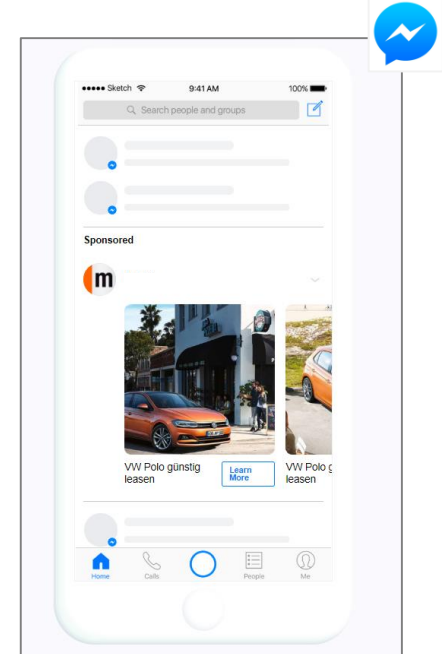 Sketch 9:41 AM 100%
Search people and groups
Sponsored
m
VW Polo günstig
leasen
Learn
More
VW Polo g
leasen
Home Calls People Me